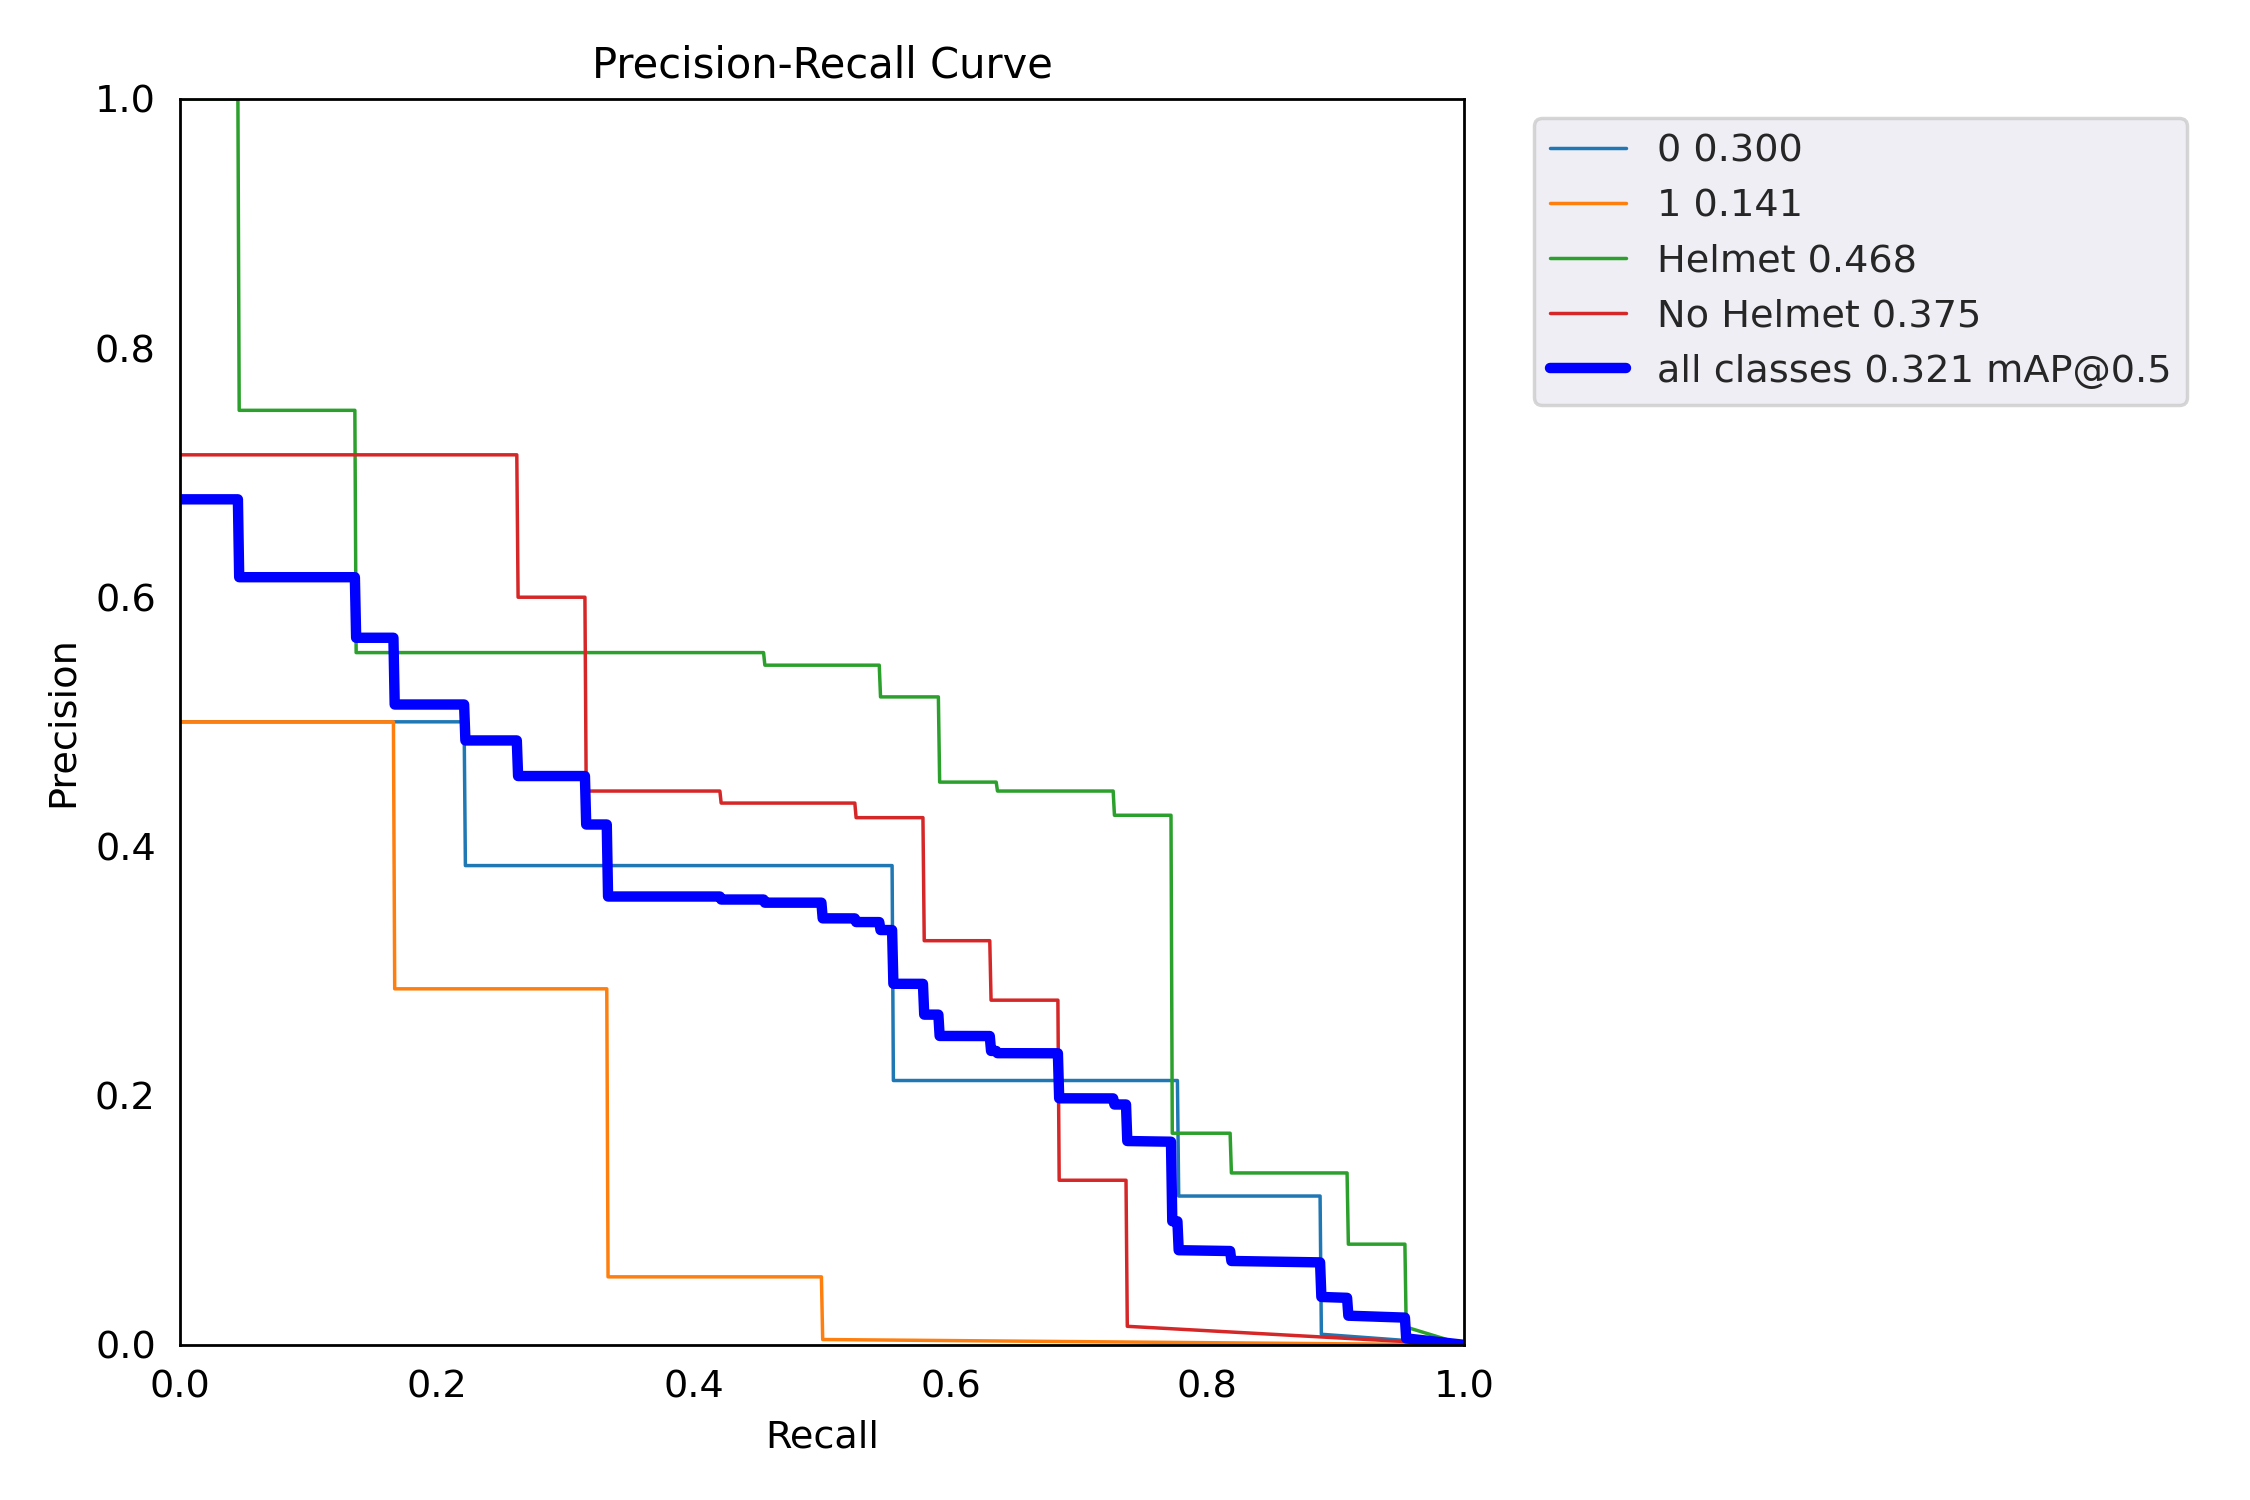 Precision-Recall Curve
1.0
0.8
0.6
0.4
0.2
0.0
Precision
0.0 0.2 0.4 0.6 0.8 1.0
Recall
0 0.300
1 0.141
Helmet 0.468
No Helmet 0.375
all classes 0.321 mAP@0.5